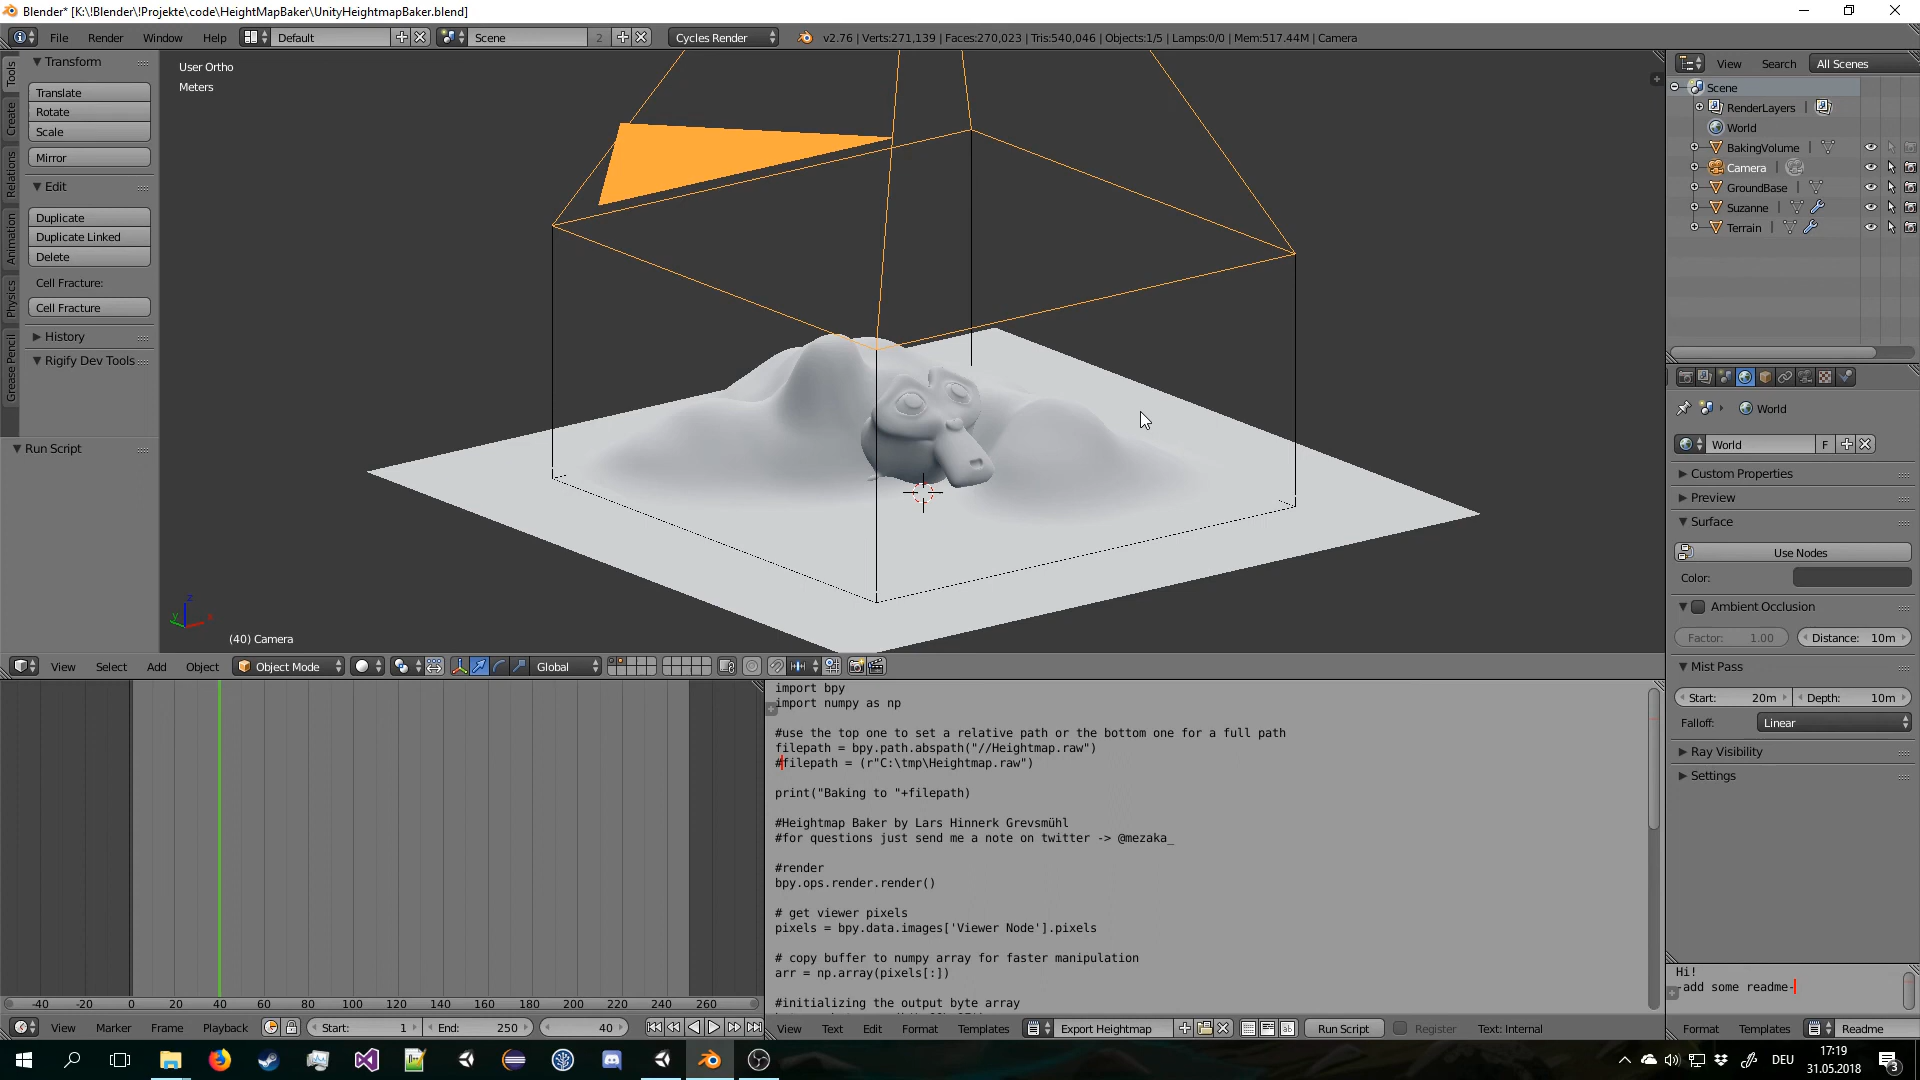 Blender* [K:\!Blender\!Projekte\code\HeightMapBaker\UnityHeightmapBaker.blend]
File Render Window Help Default Scene 2 Cycles Render v2.76 | Verts:271,139 | Faces:270,023 | Tris:540,046 | Objects:1/5 | Lamps:0/0 | Mem:517.44M | Camera
Tools
Create
Relations
Animation
Physics
Grease Pencil
Transform
Translate
Rotate
Scale
Mirror
Edit
Duplicate
Duplicate Linked
Delete
Cell Fracture:
Cell Fracture
History
Rigify Dev Tools
Run Script
User Ortho
Meters
z
y
x
(40) Camera
View Select Add Object Object Mode Global
View Search All Scenes
Scene
RenderLayers |
World
BakingVolume |
Camera |
GroundBase |
Suzanne |
Terrain |
World
World F
Custom Properties
Preview
Surface
Use Nodes
Color:
Ambient Occlusion
Factor: 1.00 Distance: 10m
Mist Pass
Start: 20m Depth: 10m
Falloff: Linear
Ray Visibility
Settings
-40 -20 0 20 40 60 80 100 120 140 160 180 200 220 240 260
View Marker Frame Playback Start: 1 End: 250 40
import bpy
import numpy as np
#use the top one to set a relative path or the bottom one for a full path
filepath = bpy.path.abspath("//Heightmap.raw")
#filepath = (r"C:\tmp\Heightmap.raw")
print("Baking to "+filepath)
#Heightmap Baker by Lars Hinnerk Grevsmühl
#for questions just send me a note on twitter -> @mezaka_
#render
bpy.ops.render.render()
# get viewer pixels
pixels = bpy.data.images['Viewer Node'].pixels
# copy buffer to numpy array for faster manipulation
arr = np.array(pixels[:])
#initializing the output byte array
View Text Edit Format Templates Export Heightmap Run Script Register Text: Internal
Hi!
-add some readme-
Format Templates Readme
DEU
17:19
31.05.2018
3